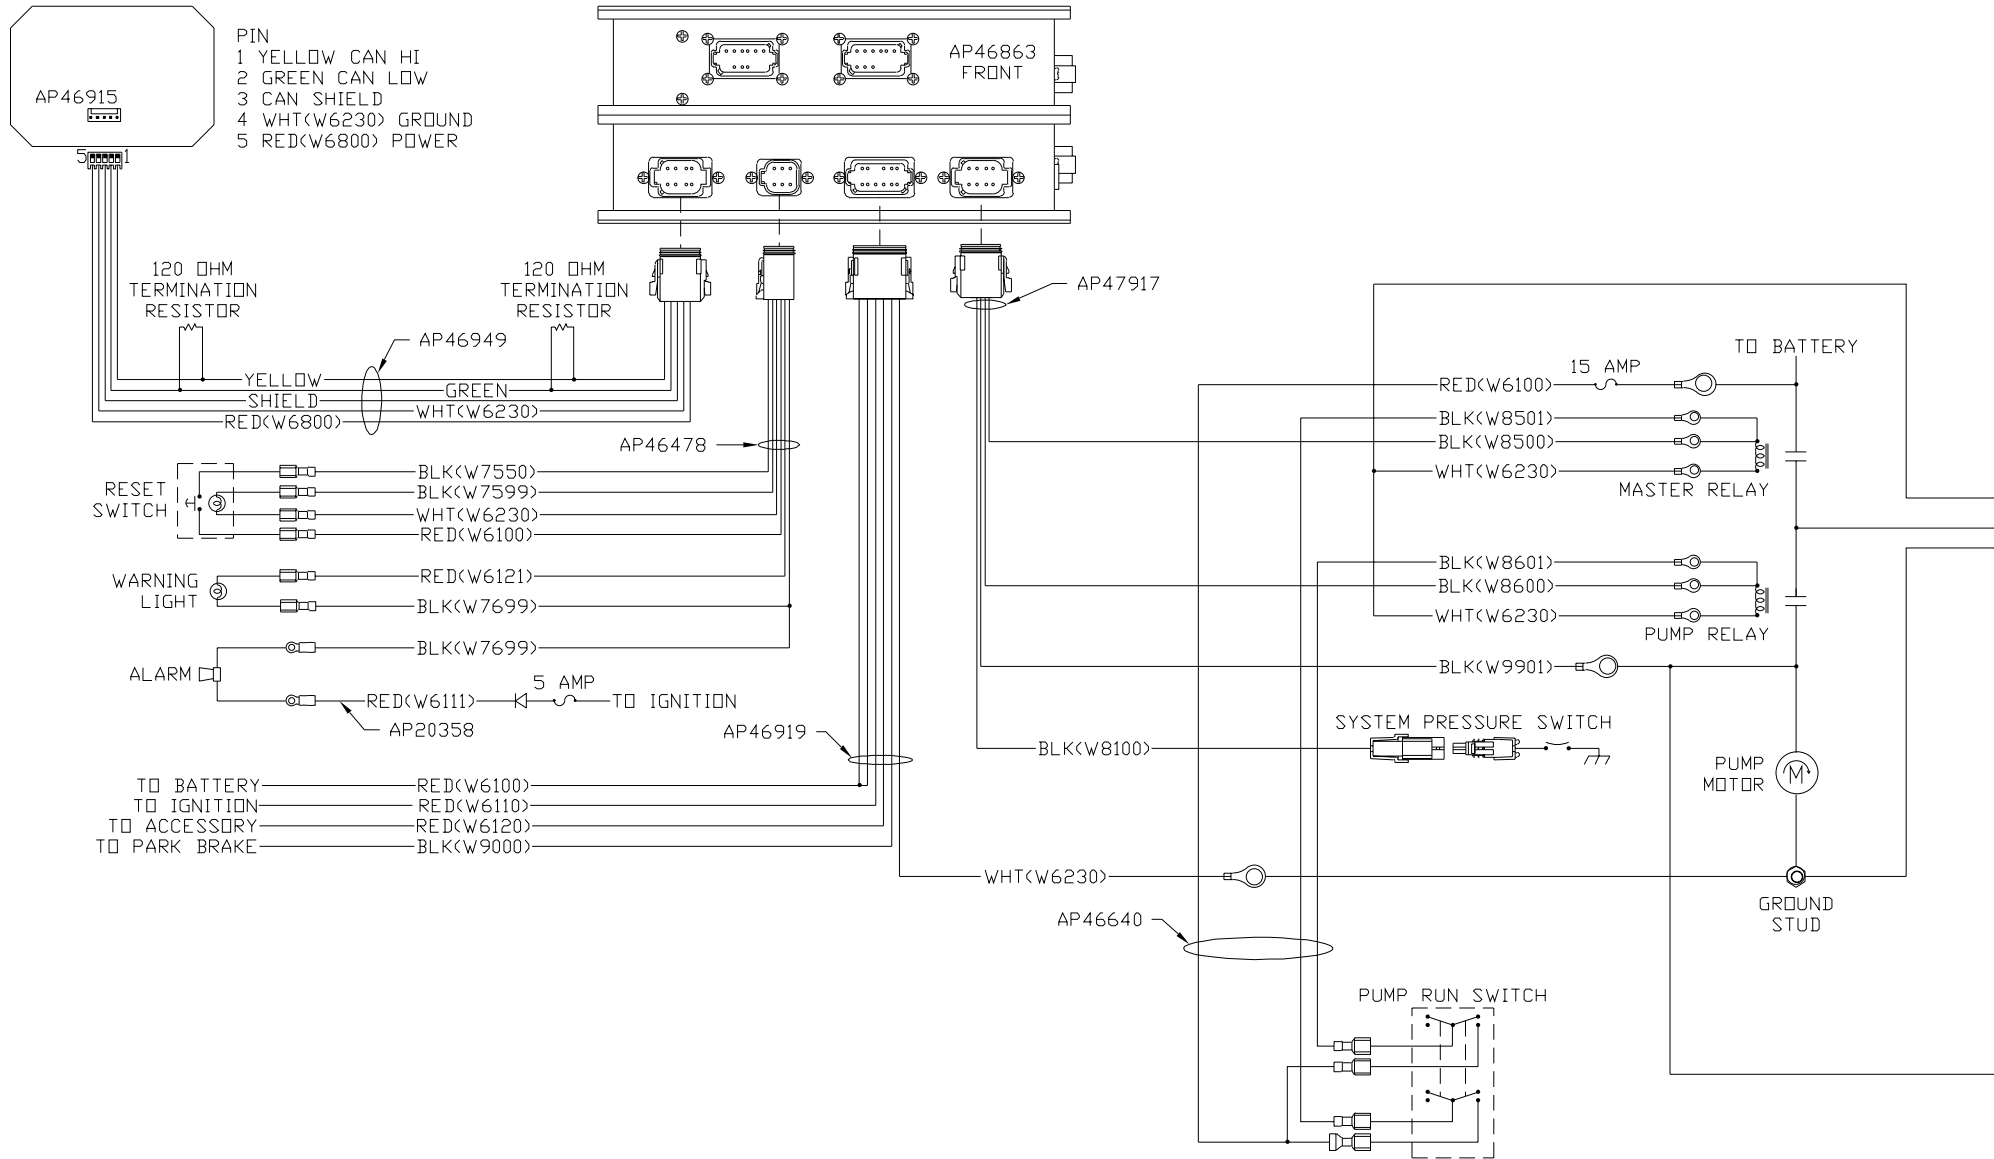 PIN
1 YELLOW CAN HI
2 GREEN CAN LOW
3 CAN SHIELD
4 WHT(W6230) GROUND
5 RED(W6800) POWER
AP46915
5
1
AP46863
FRONT
120 OHM
TERMINATION
RESISTOR
120 OHM
TERMINATION
RESISTOR
AP46949
YELLOW
GREEN
SHIELD
WHT(W6230)
RED(W6800)
AP46478
RESET
SWITCH
BLK(W7550)
BLK(W7599)
WHT(W6230)
RED(W6100)
WARNING
LIGHT
RED(W6121)
BLK(W7699)
ALARM
BLK(W7699)
RED(W6111)
5 AMP
TO IGNITION
AP20358
AP46919
TO BATTERY
RED(W6100)
TO IGNITION
RED(W6110)
TO ACCESSORY
RED(W6120)
TO PARK BRAKE
BLK(W9000)
AP47917
TO BATTERY
15 AMP
RED(W6100)
BLK(W8501)
BLK(W8500)
WHT(W6230)
MASTER RELAY
BLK(W8601)
BLK(W8600)
WHT(W6230)
PUMP RELAY
BLK(W9901)
SYSTEM PRESSURE SWITCH
BLK(W8100)
PUMP
MOTOR
M
WHT(W6230)
GROUND
STUD
AP46640
PUMP RUN SWITCH